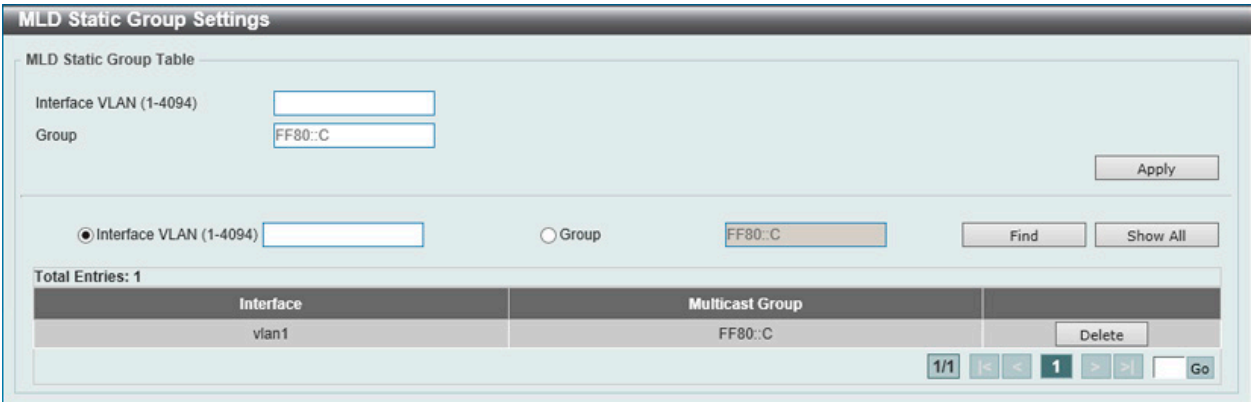 MLD Static Group Settings
MLD Static Group Table
Interface VLAN (1-4094)
Group FF80::C
Apply
Interface VLAN (1-4094) Group FF80::C Find Show All
Total Entries: 1
Interface Multicast Group
vlan1 FF80::C Delete
1/1 |< < 1 > >| Go